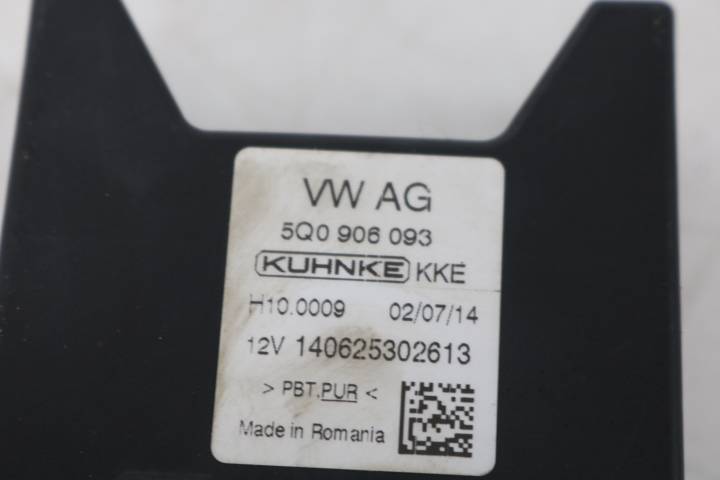 VW AG
5Q0 906 093
KUHNKE KKE
H10.0009 02/07/14
12V 140625302613
> PBT.PUR <
Made in Romania